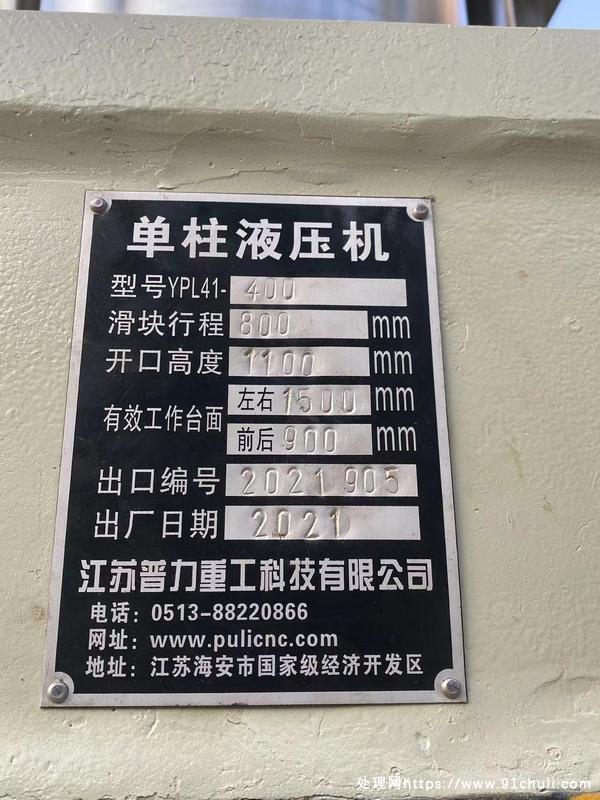 单柱液压机
型号YPL41-400
滑块行程800mm
开口高度1100mm
有效工作台面
左右1500mm
前后900mm
出口编号2021905
出厂日期2021
江苏普力重工科技有限公司
电话：0513-88220866
网址：www.pulicnc.com
地址：江苏海安市国家级经济开发区
处理网https://www.91chuli.com